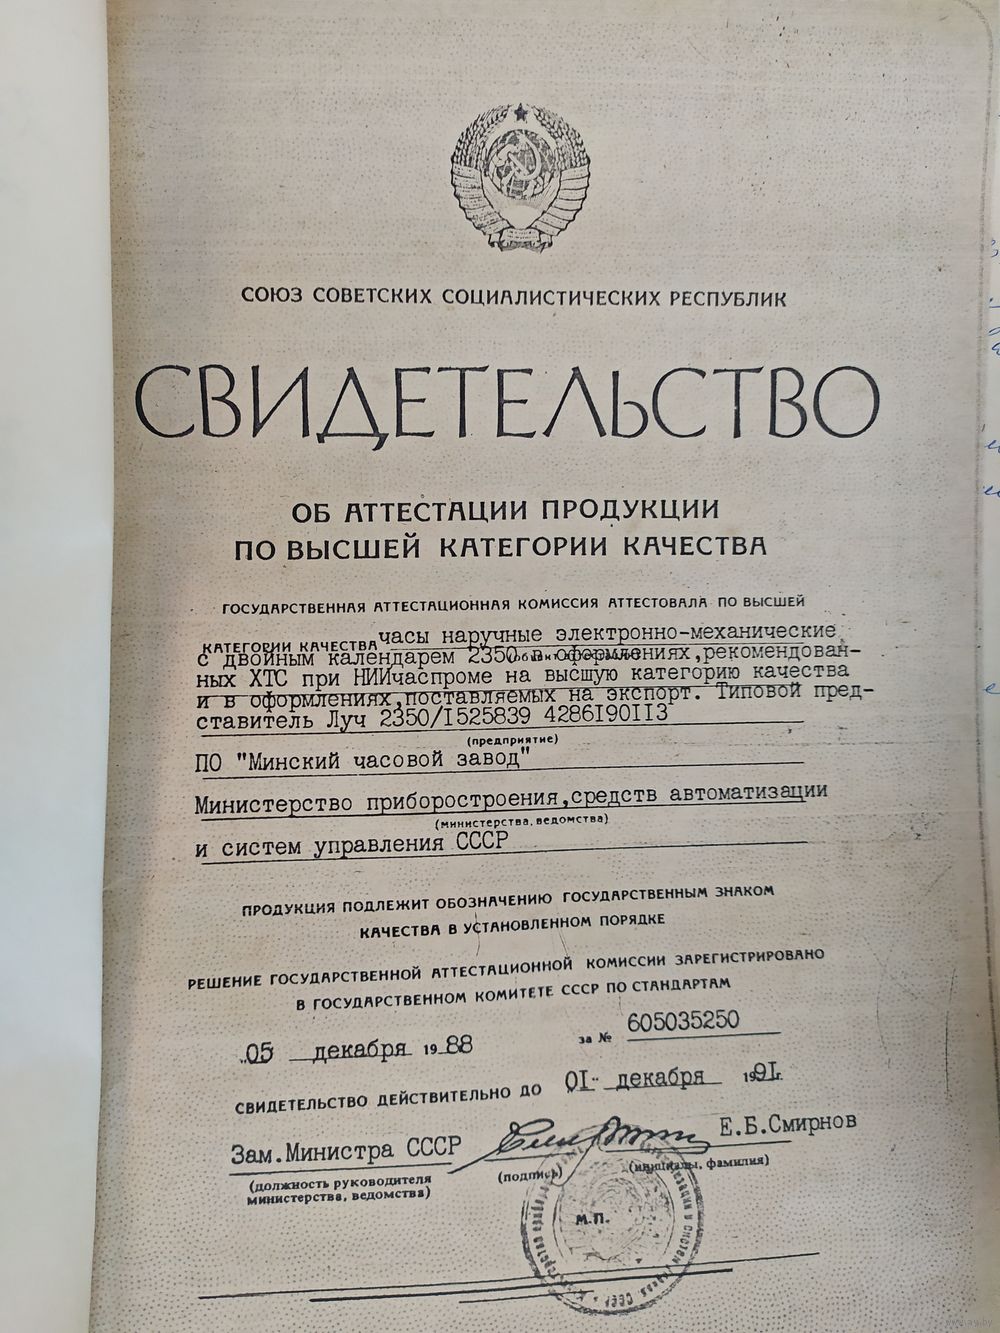 СОЮЗ СОВЕТСКИХ СОЦИАЛИСТИЧЕСКИХ РЕСПУБЛИК
СВИДЕТЕЛЬСТВО
ОБ АТТЕСТАЦИИ ПРОДУКЦИИ
ПО ВЫСШЕЙ КАТЕГОРИИ КАЧЕСТВА
ГОСУДАРСТВЕННАЯ АТТЕСТАЦИОННАЯ КОМИССИЯ АТТЕСТОВАЛА ПО ВЫСШЕЙ
КАТЕГОРИИ КАЧЕСТВА часы наручные электронно-механические
с двойным календарем 2350 в оформлениях,рекомендован-
ных ХТС при НИИчаспроме на высшую категорию качества
и в оформлениях,поставляемых на экспорт. Типовой пред-
ставитель Луч 2350/1525839 4286190113
(предприятие)
ПО "Минский часовой завод"
Министерство приборостроения,средств автоматизации
(министерства, ведомства)
и систем управления СССР
ПРОДУКЦИЯ ПОДЛЕЖИТ ОБОЗНАЧЕНИЮ ГОСУДАРСТВЕННЫМ ЗНАКОМ
КАЧЕСТВА В УСТАНОВЛЕННОМ ПОРЯДКЕ
РЕШЕНИЕ ГОСУДАРСТВЕННОЙ АТТЕСТАЦИОННОЙ КОМИССИИ ЗАРЕГИСТРИРОВАНО
В ГОСУДАРСТВЕННОМ КОМИТЕТЕ СССР ПО СТАНДАРТАМ
05 декабря 1988 за № 605035250
СВИДЕТЕЛЬСТВО ДЕЙСТВИТЕЛЬНО ДО 01 декабря 1991г.
Зам.Министра СССР Е.Б.Смирнов
(должность руководителя
министерства, ведомства)
(подпись)
(инициалы, фамилия)
М.П.